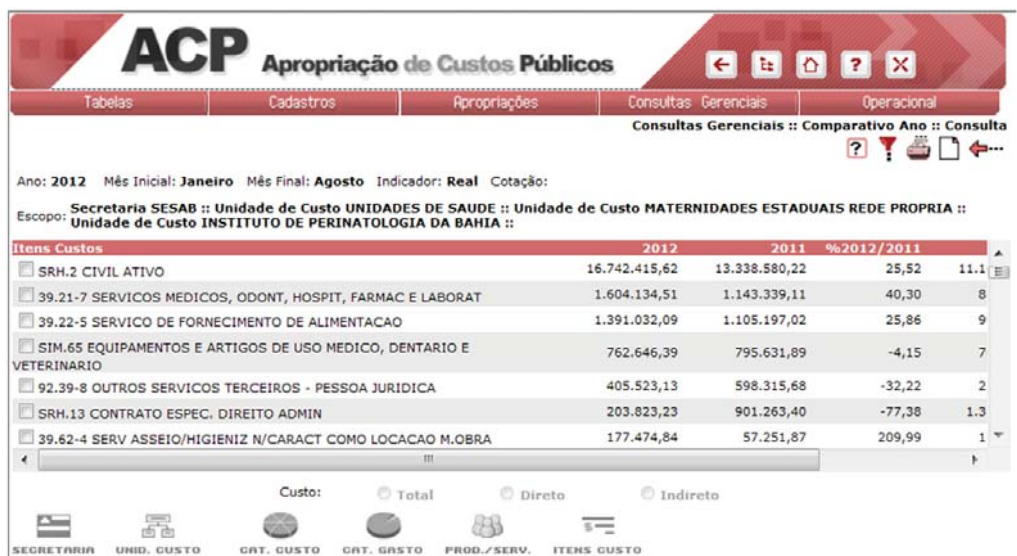 ACP Apropriação de Custos Públicos
Tabelas Cadastros Apropriações Consultas Gerenciais Operacional
Consultas Gerenciais :: Comparativo Ano :: Consulta
Ano: 2012 Mês Inicial: Janeiro Mês Final: Agosto Indicador: Real Cotação:
Escopo: Secretaria SESAB :: Unidade de Custo UNIDADES DE SAUDE :: Unidade de Custo MATERNIDADES ESTADUAIS REDE PROPRIA ::
Unidade de Custo INSTITUTO DE PERINATOLOGIA DA BAHIA ::
Itens Custos 2012 2011 %2012/2011
SRH.2 CIVIL ATIVO 16.742.415,62 13.338.580,22 25,52 11.1
39.21-7 SERVICOS MEDICOS, ODONT, HOSPIT, FARMAC E LABORAT 1.604.134,51 1.143.339,11 40,30 8
39.22-5 SERVICO DE FORNECIMENTO DE ALIMENTACAO 1.391.032,09 1.105.197,02 25,86 9
SIM.65 EQUIPAMENTOS E ARTIGOS DE USO MEDICO, DENTARIO E
VETERINARIO 762.646,39 795.631,89 -4,15 7
92.39-8 OUTROS SERVICOS TERCEIROS - PESSOA JURIDICA 405.523,13 598.315,68 -32,22 2
SRH.13 CONTRATO ESPEC. DIREITO ADMIN 203.823,23 901.263,40 -77,38 1.3
39.62-4 SERV ASSEIO/HIGIENIZ N/CARACT COMO LOCACAO M.OBRA 177.474,84 57.251,87 209,99 1
Custo: Total Direto Indireto
SECRETARIA UNID. CUSTO CAT. CUSTO CAT. GASTO PROD./SERV. ITENS CUSTO